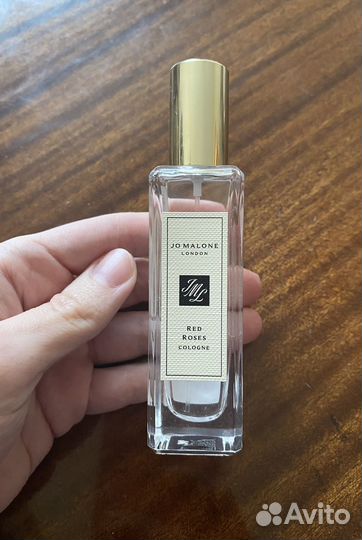 JO MALONE
LONDON
JML
RED
ROSES
COLOGNE
Avito